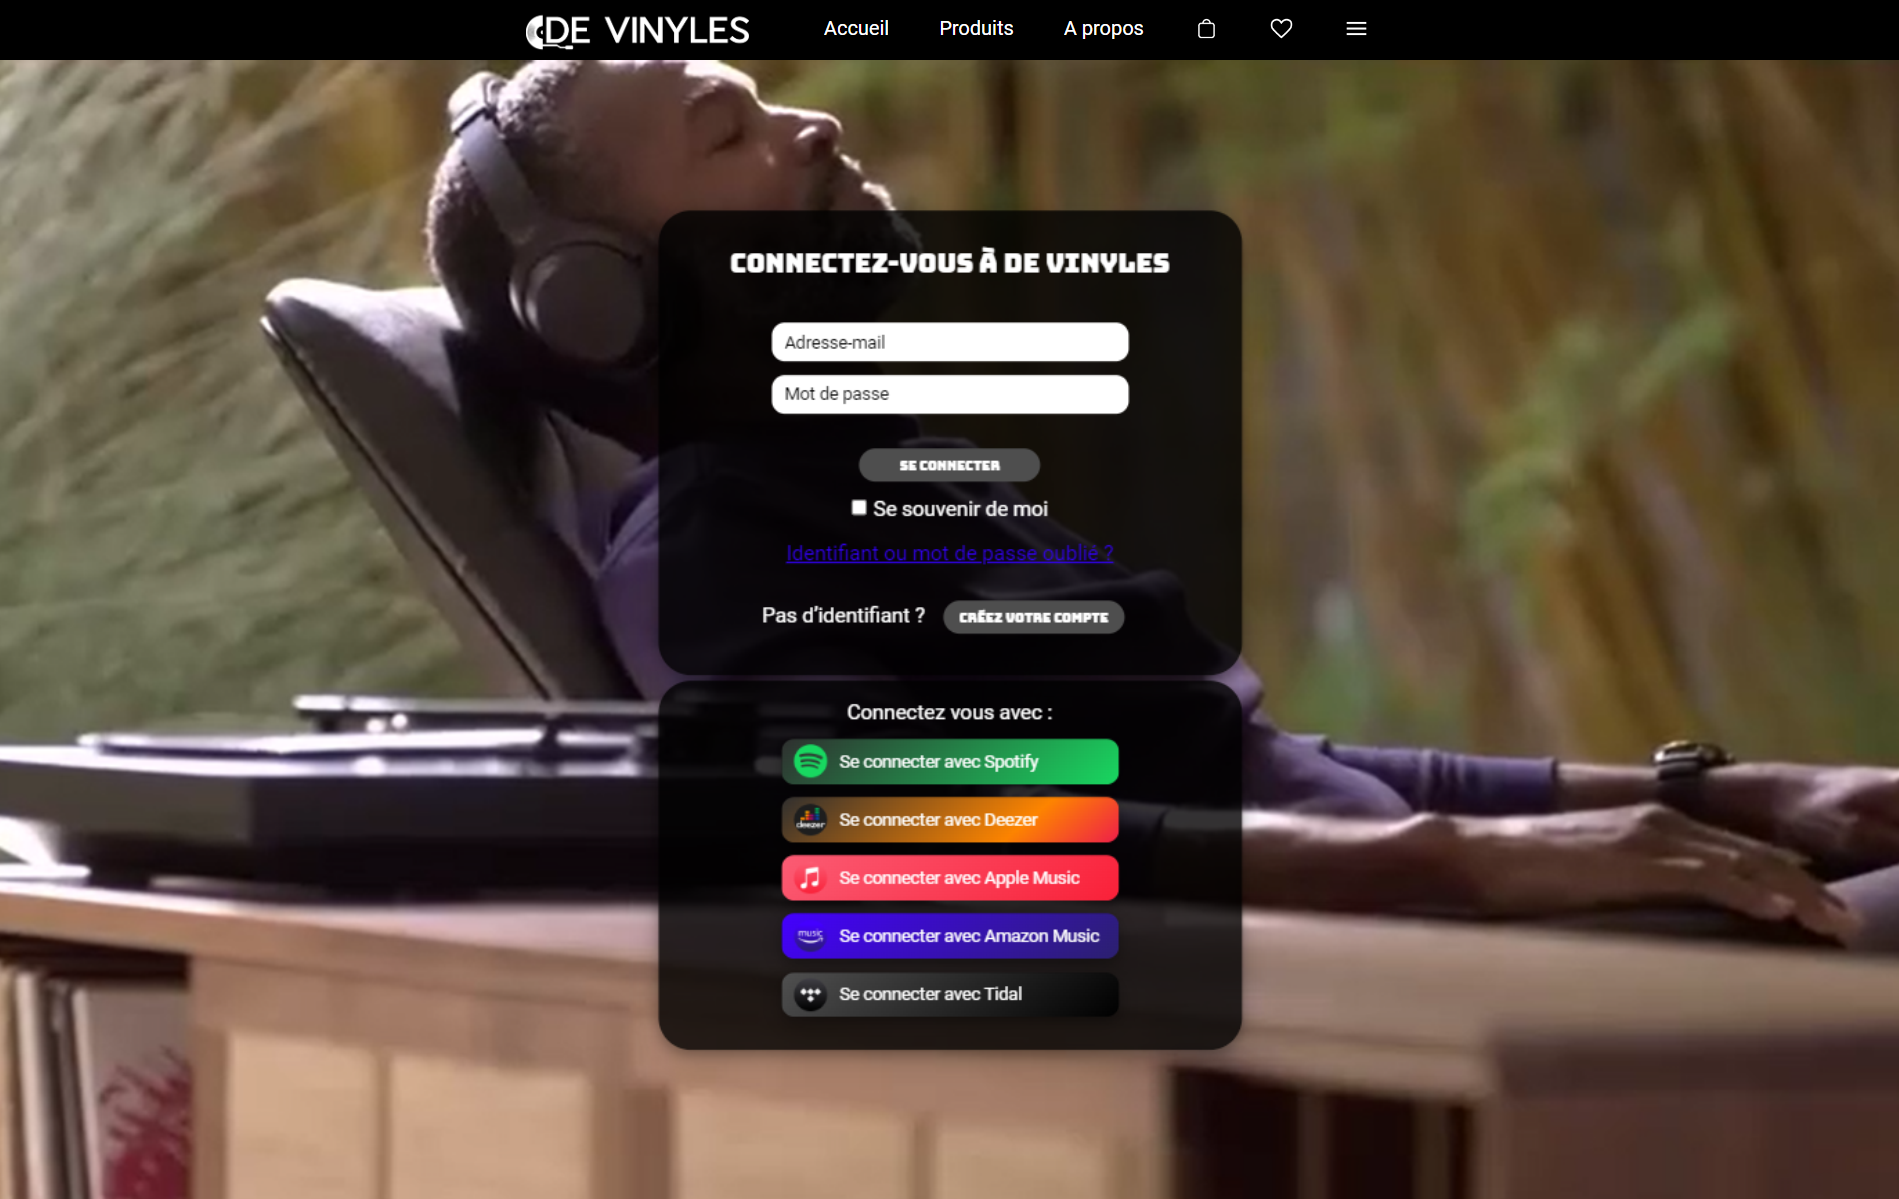 DE VINYLES
Accueil Produits A propos
CONNECTEZ-VOUS À DE VINYLES
Adresse-mail
Mot de passe
SE CONNECTER
Se souvenir de moi
Identifiant ou mot de passe oublié ?
Pas d'identifiant ? CRÉEZ VOTRE COMPTE
Connectez vous avec :
Se connecter avec Spotify
deezer Se connecter avec Deezer
Se connecter avec Apple Music
music Se connecter avec Amazon Music
Se connecter avec Tidal